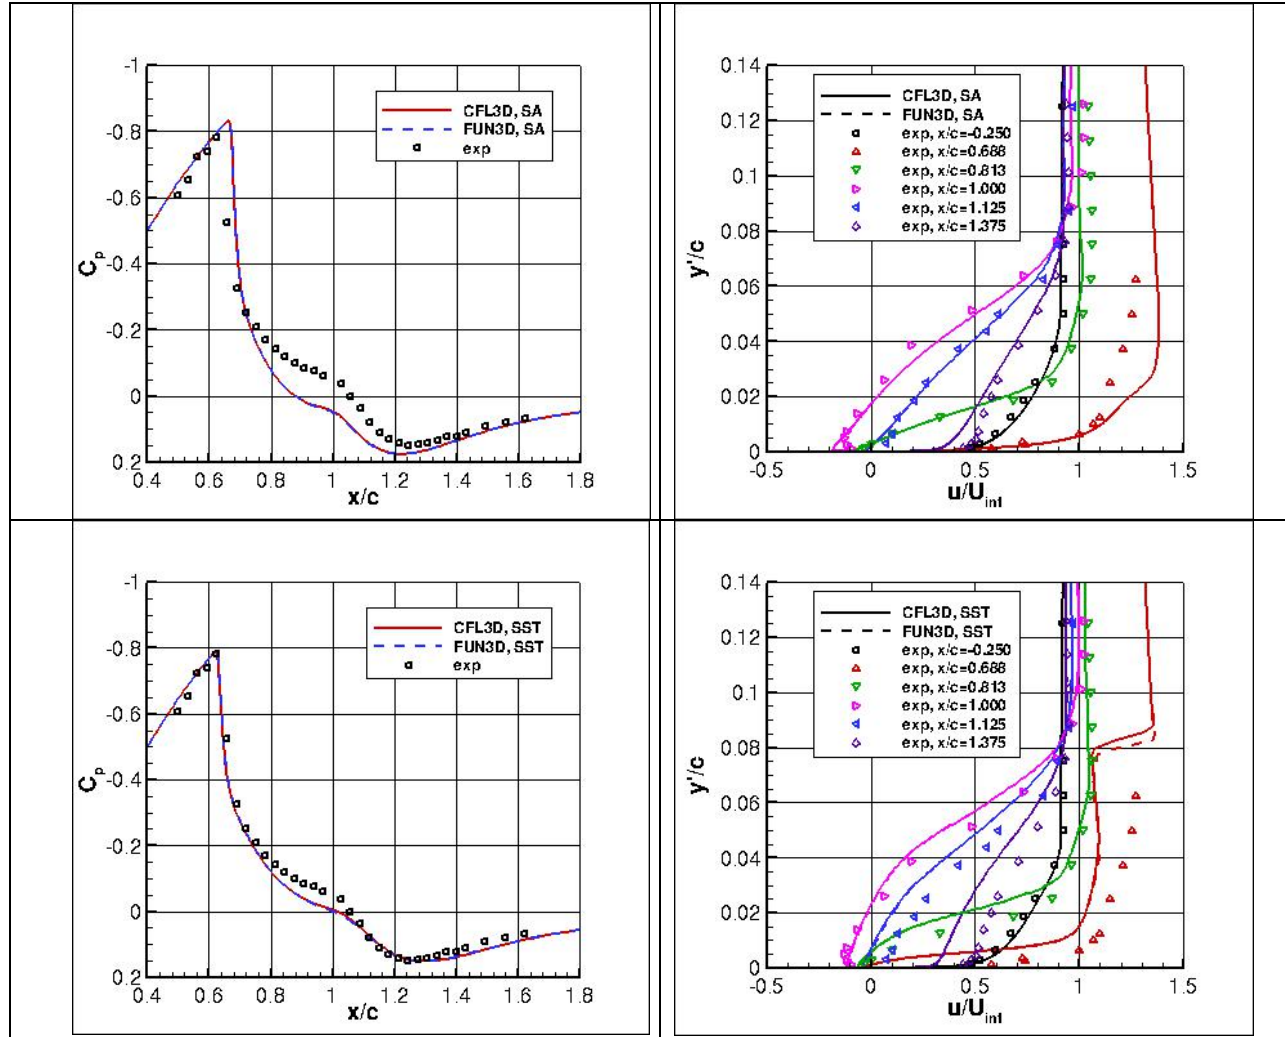 -1
-0.8
-0.6
-0.4
-0.2
0
0.2
0.4 0.6 0.8 1 1.2 1.4 1.6 1.8
x/c
Cp
CFL3D, SA
FUN3D, SA
exp
0.14
0.12
0.1
0.08
0.06
0.04
0.02
0
-0.5 0 0.5 1 1.5
u/Uinf
y'/c
CFL3D, SA
FUN3D, SA
exp, x/c=-0.250
exp, x/c=0.688
exp, x/c=0.813
exp, x/c=1.000
exp, x/c=1.125
exp, x/c=1.375
-1
-0.8
-0.6
-0.4
-0.2
0
0.2
0.4 0.6 0.8 1 1.2 1.4 1.6 1.8
x/c
Cp
CFL3D, SST
FUN3D, SST
exp
0.14
0.12
0.1
0.08
0.06
0.04
0.02
0
-0.5 0 0.5 1 1.5
u/Uinf
y'/c
CFL3D, SST
FUN3D, SST
exp, x/c=-0.250
exp, x/c=0.688
exp, x/c=0.813
exp, x/c=1.000
exp, x/c=1.125
exp, x/c=1.375